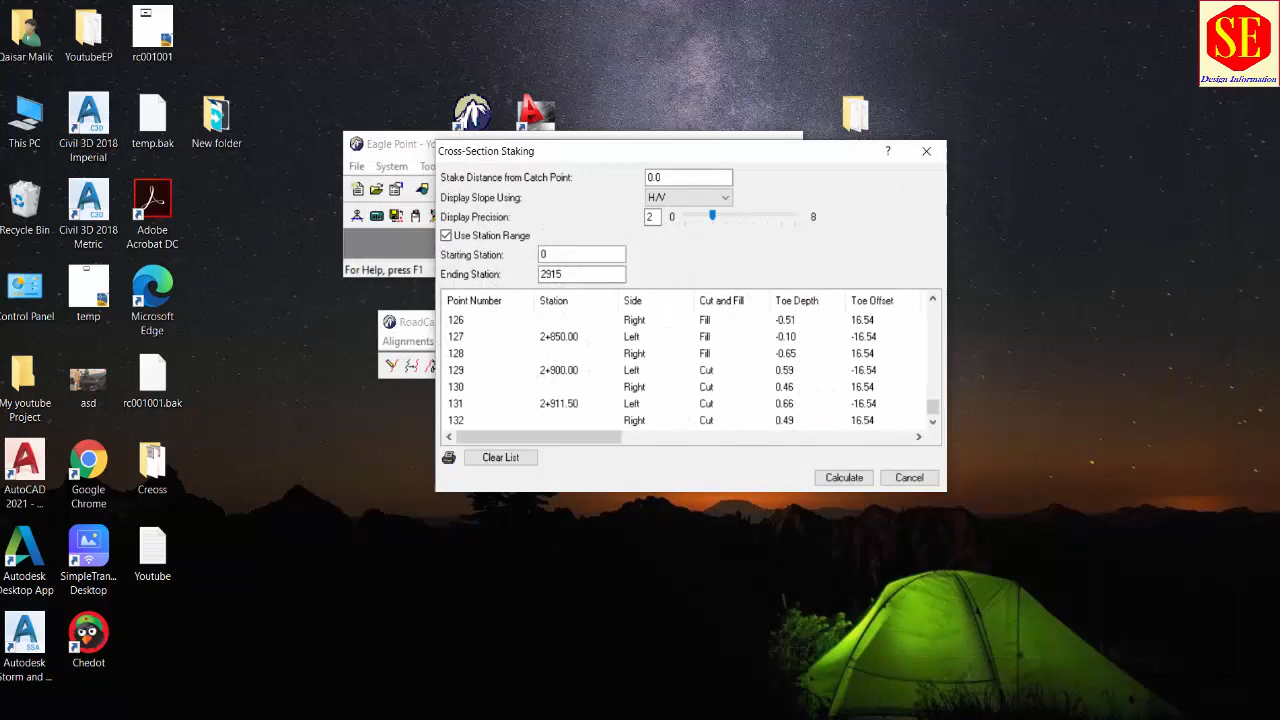 Qaisar Malik
YoutubeEP
rc001001
This PC
Civil 3D 2018
Imperial
temp.bak
New folder
Recycle Bin
Civil 3D 2018
Metric
Adobe
Acrobat DC
Control Panel
temp
Microsoft
Edge
My youtube
Project
asd
rc001001.bak
AutoCAD
2021 - ...
Google
Chrome
Creoss
Autodesk
Desktop App
SimpleTran...
Desktop
Youtube
Autodesk
Storm and ...
SSA
Chedot
SE
Design Information
Eagle Point - Yo
File System Too
For Help, press F1
RoadCa
Alignments
Cross-Section Staking
?
Stake Distance from Catch Point: 0.0
Display Slope Using: H/V
Display Precision: 2 0 8
Use Station Range
Starting Station: 0
Ending Station: 2915
Point Number Station Side Cut and Fill Toe Depth Toe Offset
126 Right Fill -0.51 16.54
127 2+850.00 Left Fill -0.10 -16.54
128 Right Fill -0.65 16.54
129 2+900.00 Left Cut 0.59 -16.54
130 Right Cut 0.46 16.54
131 2+911.50 Left Cut 0.66 -16.54
132 Right Cut 0.49 16.54
Clear List
Calculate Cancel